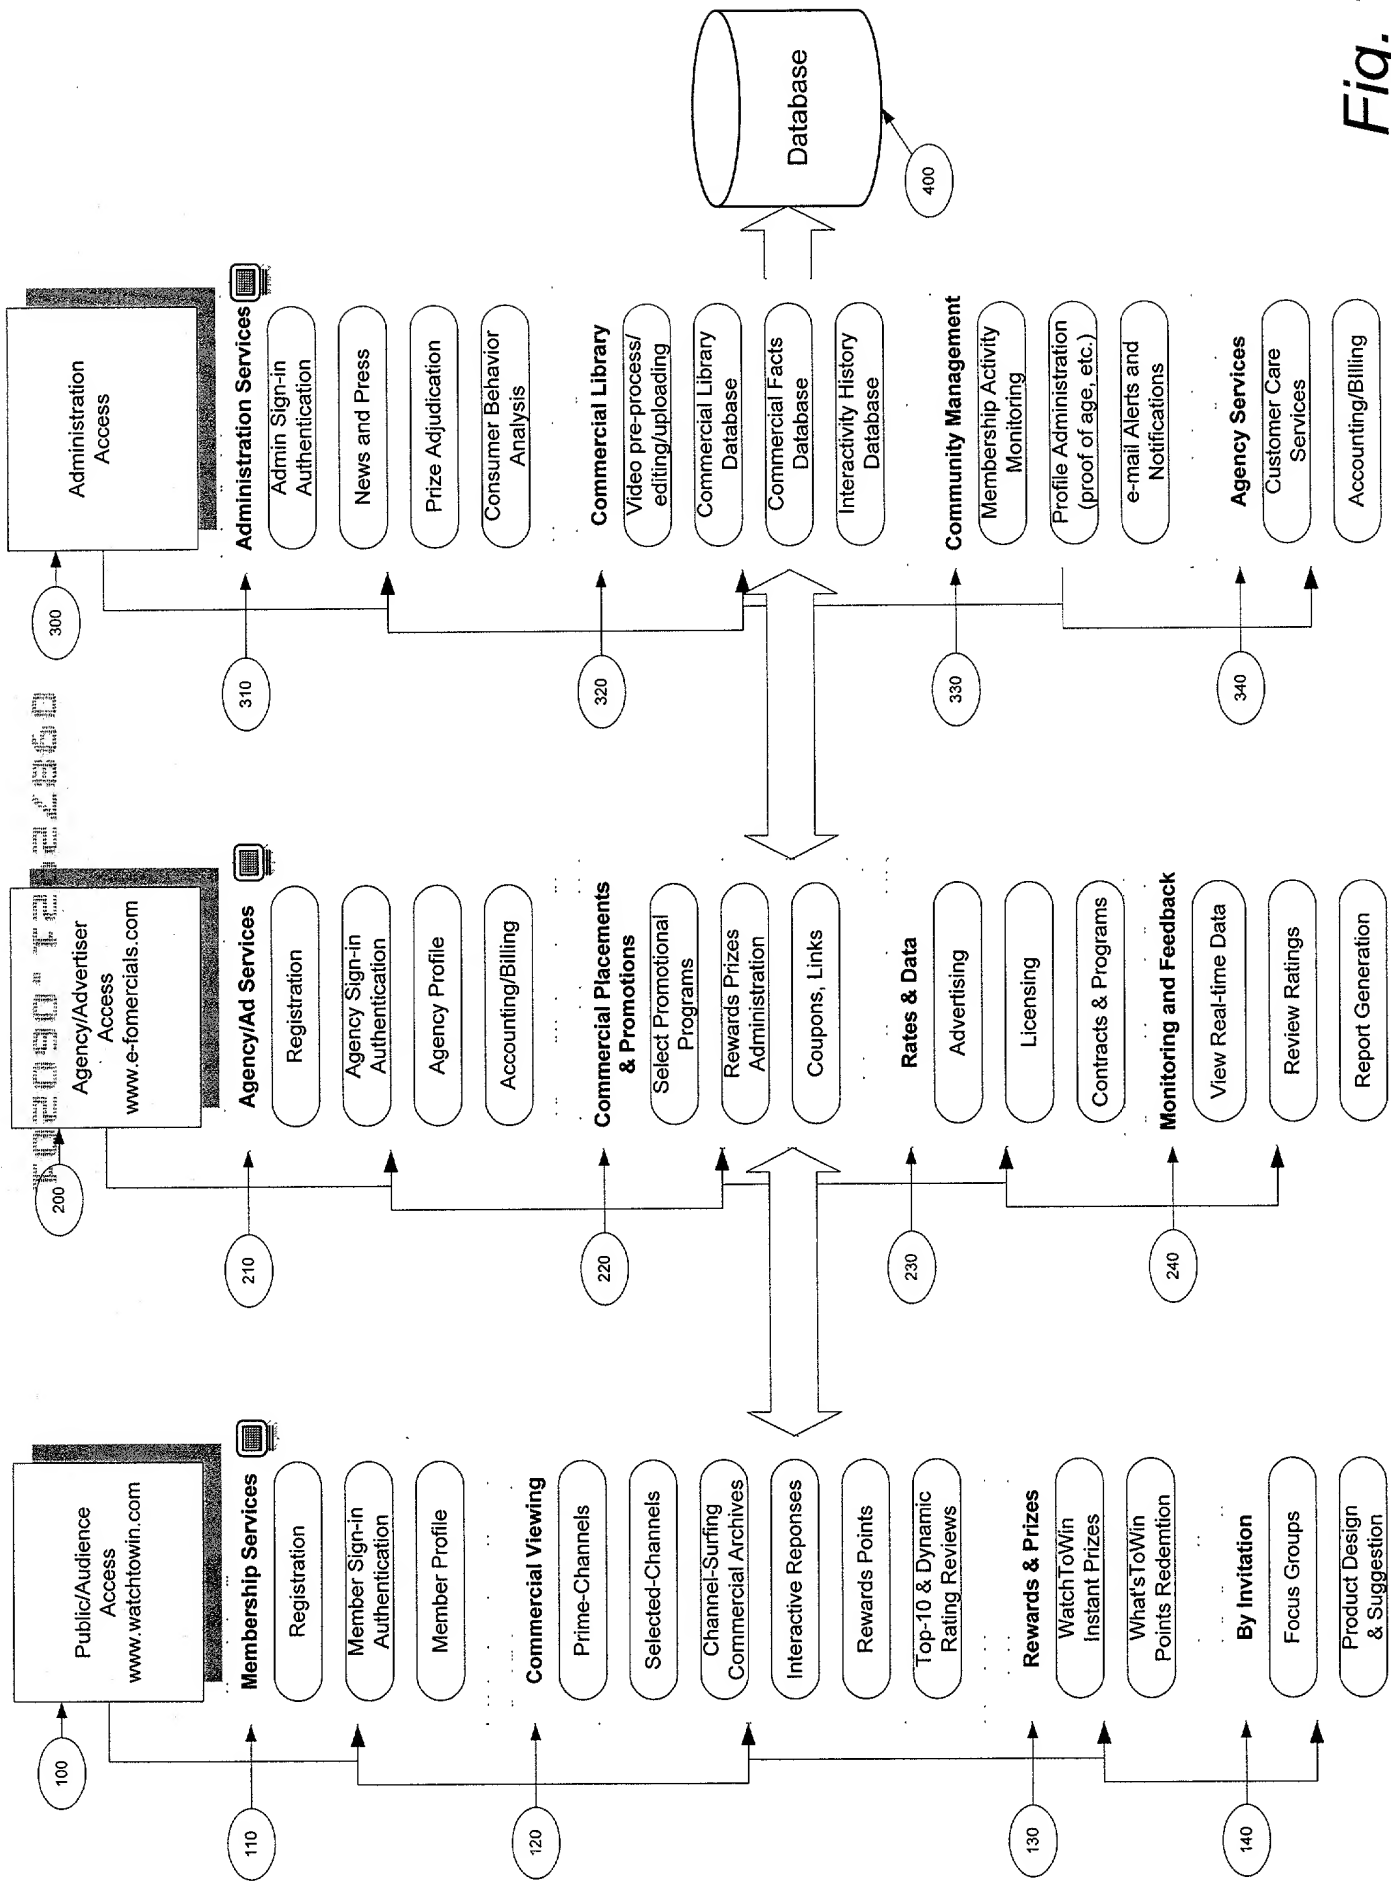 Public/Audience
Access
www.watchtowin.com
100
Membership Services
110
Registration
Member Sign-in
Authentication
Member Profile
Commercial Viewing
120
Prime-Channels
Selected-Channels
Channel-Surfing
Commercial Archives
Interactive Reponses
Rewards Points
Top-10 & Dynamic
Rating Reviews
Rewards & Prizes
130
WatchToWin
Instant Prizes
What'sToWin
Points Redemtion
By Invitation
140
Focus Groups
Product Design
& Suggestion
Agency/Advertiser
Access
www.e-fomercials.com
200
Agency/Ad Services
210
Registration
Agency Sign-in
Authentication
Agency Profile
Accounting/Billing
Commercial Placements
& Promotions
220
Select Promotional
Programs
Rewards Prizes
Administration
Coupons, Links
Rates & Data
230
Advertising
Licensing
Contracts & Programs
Monitoring and Feedback
240
View Real-time Data
Review Ratings
Report Generation
Administration
Access
300
Administration Services
310
Admin Sign-in
Authentication
News and Press
Prize Adjudication
Consumer Behavior
Analysis
Commercial Library
320
Video pre-process/
editing/uploading
Commercial Library
Database
Commercial Facts
Database
Interactivity History
Database
Community Management
330
Membership Activity
Monitoring
Profile Administration
(proof of age, etc.)
e-mail Alerts and
Notifications
Agency Services
340
Customer Care
Services
Accounting/BIlling
Database
400
Fig.